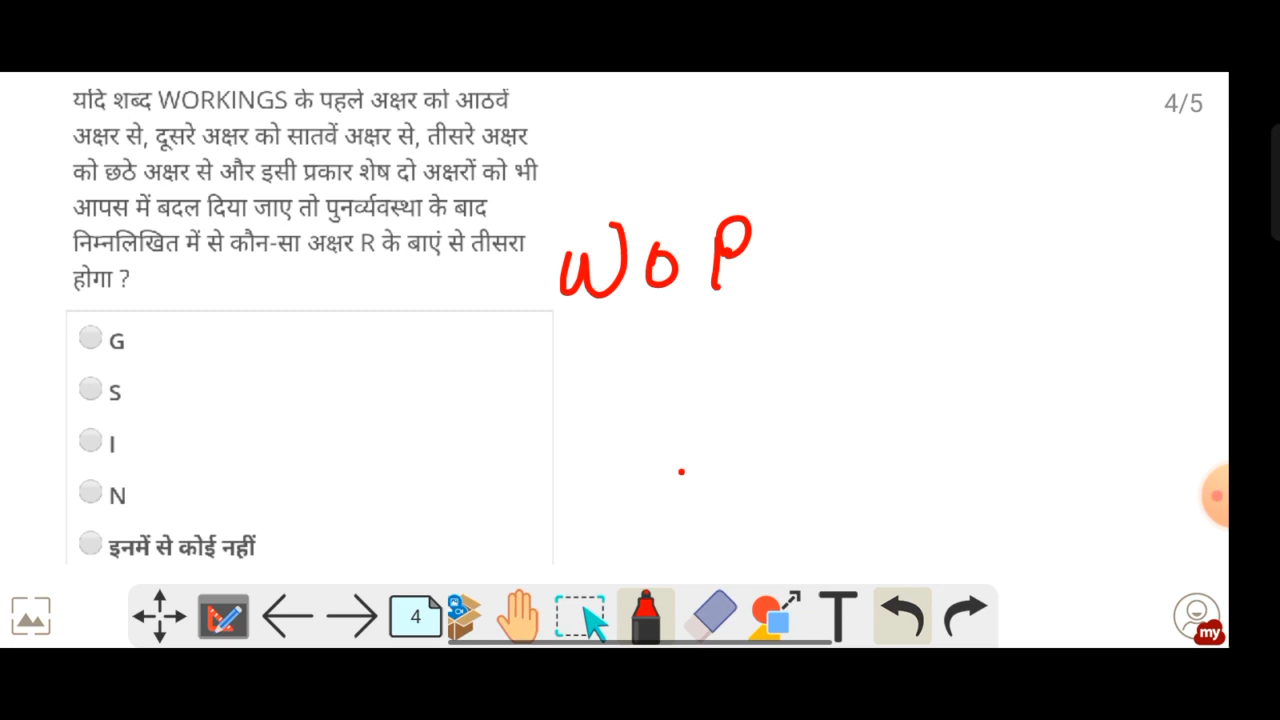 यदि शब्द WORKINGS के पहले अक्षर को आठवें
4/5
अक्षर से, दूसरे अक्षर को सातवें अक्षर से, तीसरे अक्षर
को छठे अक्षर से और इसी प्रकार शेष दो अक्षरों को भी
आपस में बदल दिया जाए तो पुनर्व्यवस्था के बाद
निम्नलिखित में से कौन-सा अक्षर R के बाएं से तीसरा
होगा ?
W O P
G
S
I
N
इनमें से कोई नहीं
4
T
my